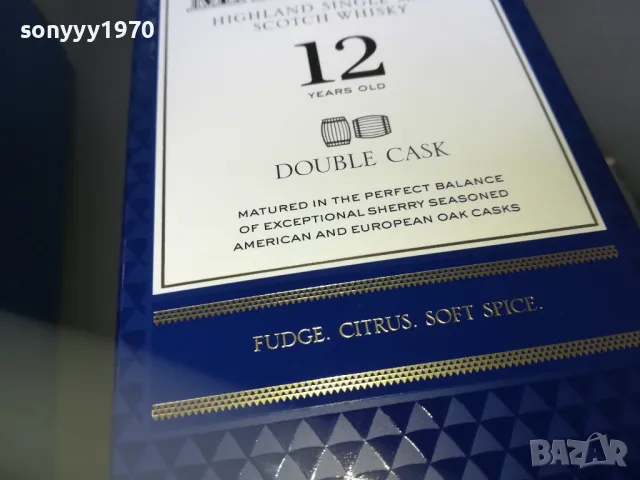 sonyyy1970
HIGHLAND SINGLE
SCOTCH WHISKY
12
YEARS OLD
DOUBLE CASK
MATURED IN THE PERFECT BALANCE
OF EXCEPTIONAL SHERRY SEASONED
AMERICAN AND EUROPEAN OAK CASKS
FUDGE. CITRUS. SOFT SPICE.
BAZAR